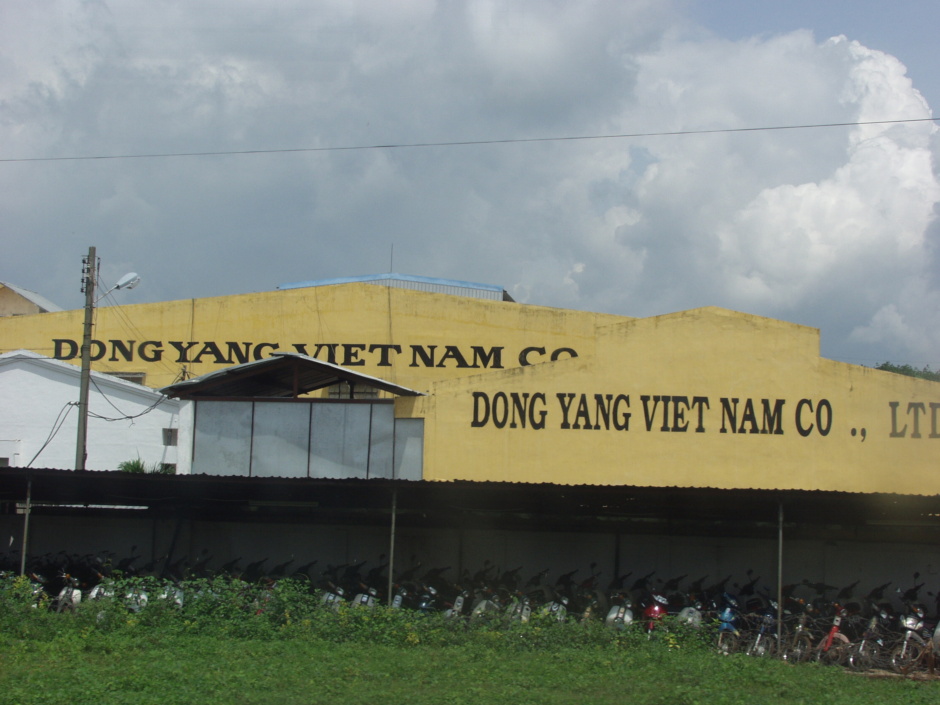 DONG YANG VIET NAM CO
DONG YANG VIET NAM CO ., LTD